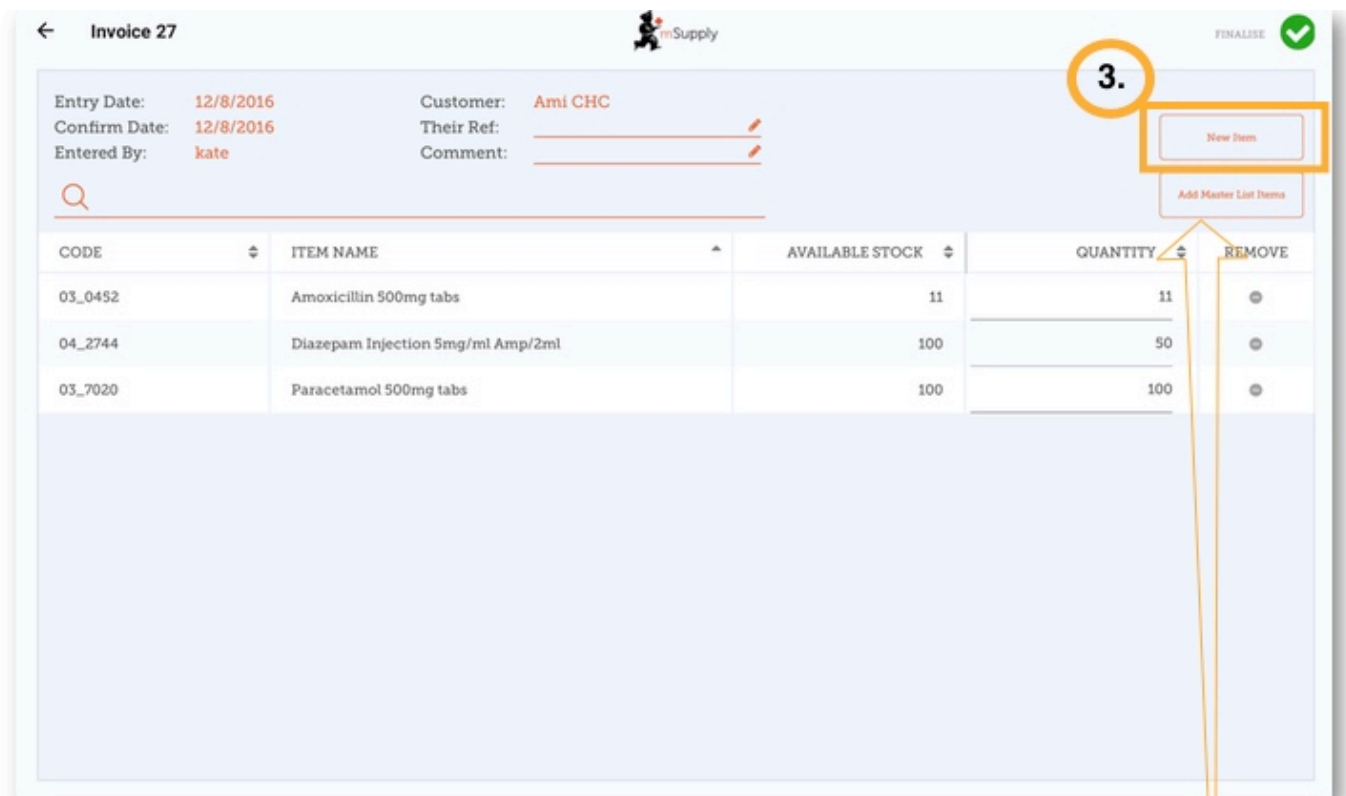 Invoice 27
mSupply
FINALISE
3.
Entry Date: 12/8/2016 Customer: Ami CHC
Confirm Date: 12/8/2016 Their Ref:
New Item
Entered By: kate Comment:
Add Master List Items
CODE ITEM NAME AVAILABLE STOCK QUANTITY REMOVE
03_0452 Amoxicillin 500mg tabs 11 11
04_2744 Diazepam Injection 5mg/ml Amp/2ml 100 50
03_7020 Paracetamol 500mg tabs 100 100